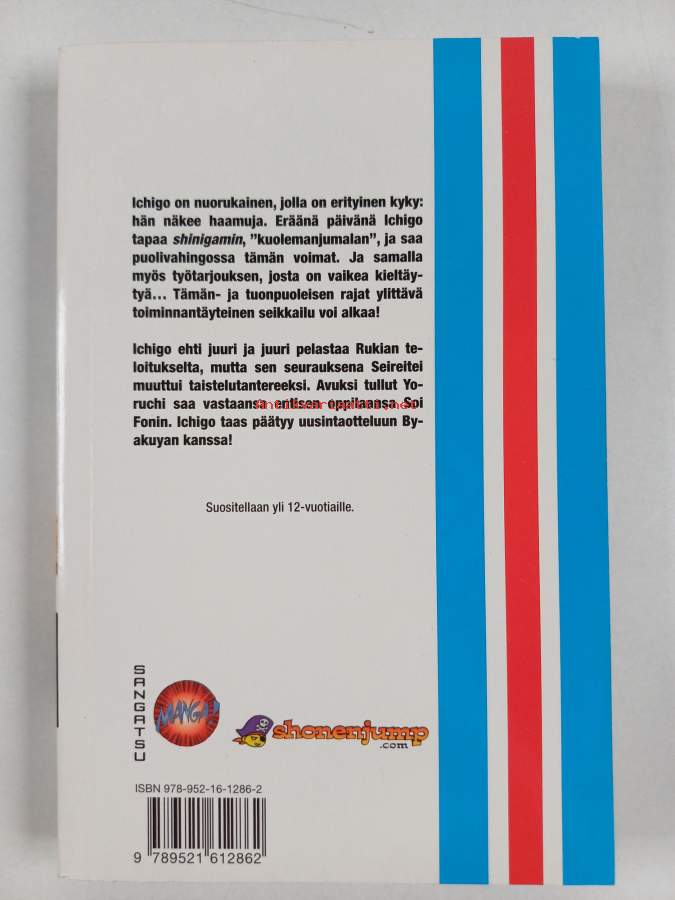 Ichigo on nuorukainen, jolla on erityinen kyky:
hän näkee haamuja. Eräänä päivänä Ichigo
tapaa shinigamin, ”kuolemanjumalan”, ja saa
puolivahingossa tämän voimat. Ja samalla
myös työtarjouksen, josta on vaikea kieltäy-
tyä... Tämän- ja tuonpuoleisen rajat ylittävä
toiminnantäyteinen seikkailu voi alkaa!
Ichigo ehti juuri ja juuri pelastaa Rukian te-
loitukselta, mutta sen seurauksena Seireitei
muuttui taistelutantereeksi. Avuksi tullut Yo-
ruichi saa vastaansa entisen oppilaansa Soi
Fonin. Ichigo taas päätyy uusintaotteluun By-
akuyan kanssa!
Antikvariaatti.net
Suositellaan yli 12-vuotiaille.
SANGATSU
MANGA!
shonenjump
.com
ISBN 978-952-16-1286-2
9 789521 612862